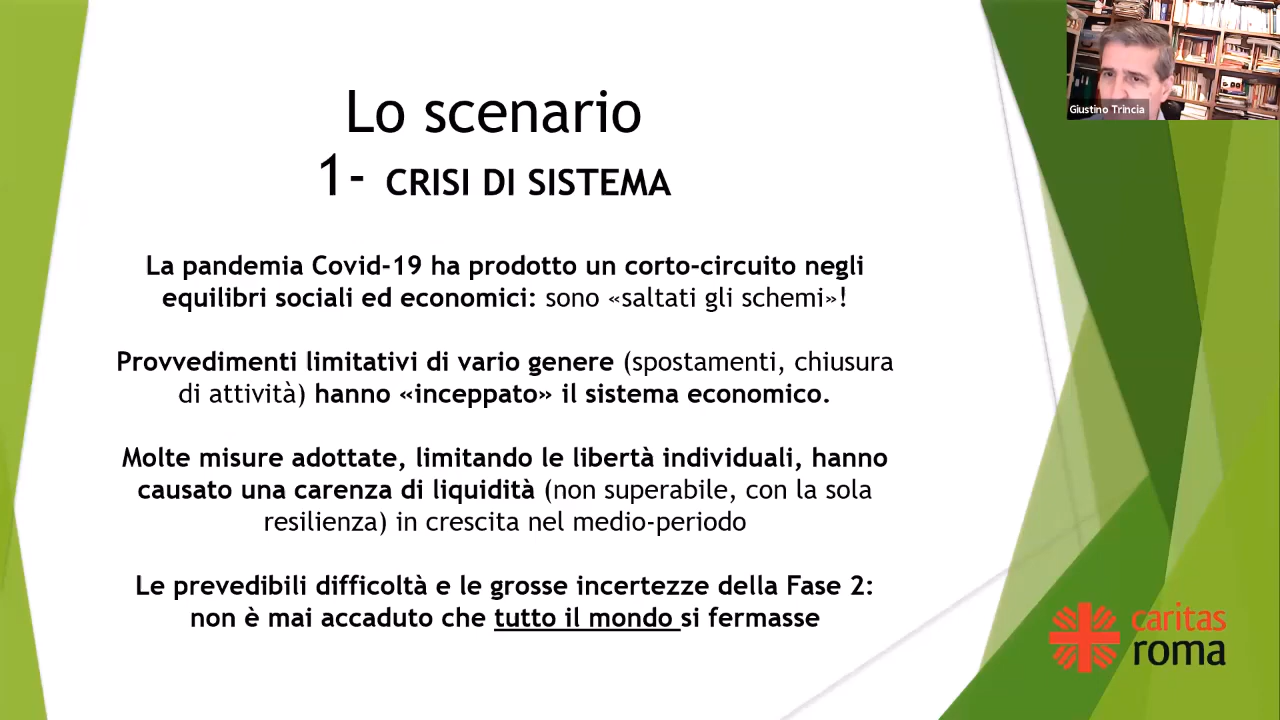 Lo scenario
1- CRISI DI SISTEMA
La pandemia Covid-19 ha prodotto un corto-circuito negli
equilibri sociali ed economici: sono «saltati gli schemi»!
Provvedimenti limitativi di vario genere (spostamenti, chiusura
di attività) hanno «inceppato» il sistema economico.
Molte misure adottate, limitando le libertà individuali, hanno
causato una carenza di liquidità (non superabile, con la sola
resilienza) in crescita nel medio-periodo
Le prevedibili difficoltà e le grosse incertezze della Fase 2:
non è mai accaduto che tutto il mondo si fermasse
Giustino Trincia
caritas
roma